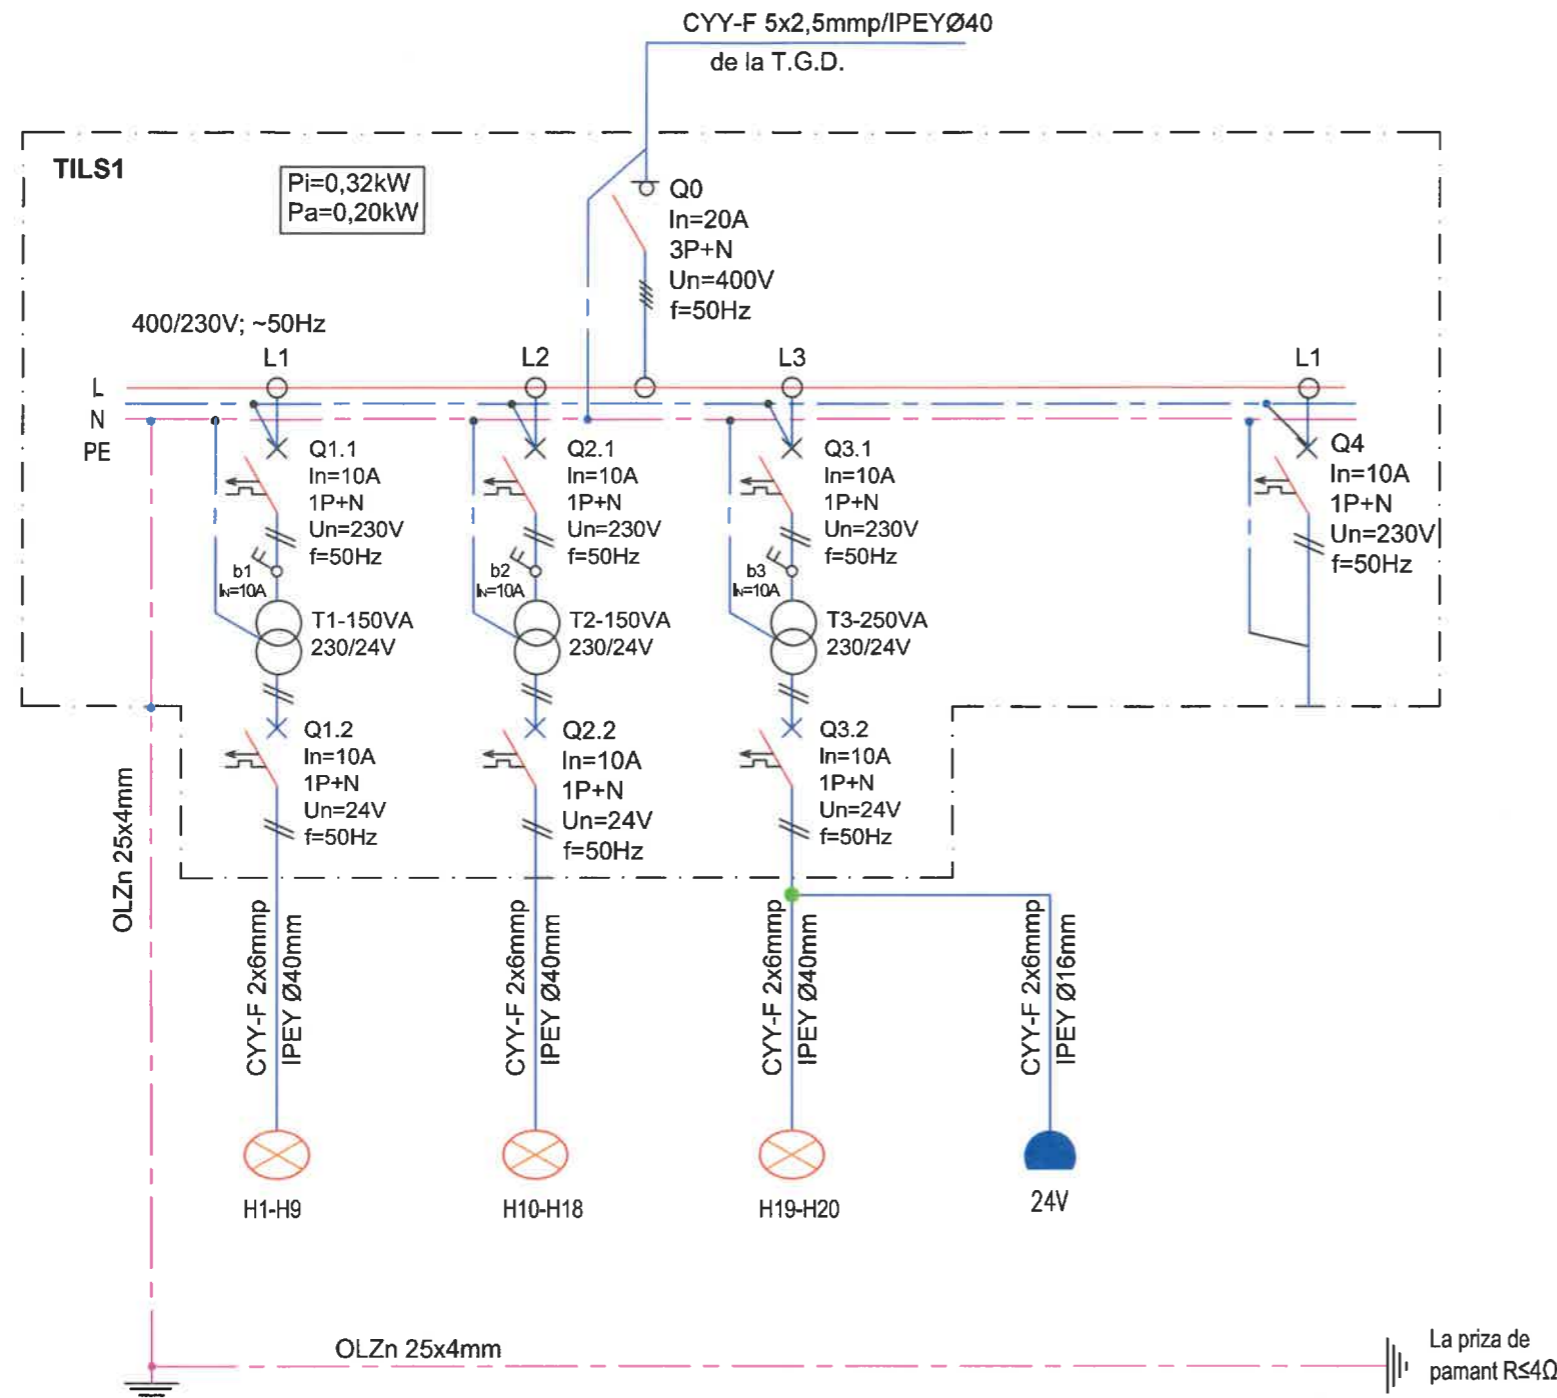 CYY-F 5x2,5mmp/IPEYØ40
de la T.G.D.
TILS1
Pi=0,32kW
Pa=0,20kW
Q0
In=20A
3P+N
Un=400V
f=50Hz
400/230V; ~50Hz
L1
L2
L3
L1
L
N
PE
Q1.1
In=10A
1P+N
Un=230V
f=50Hz
b1
IN=10A
T1-150VA
230/24V
Q1.2
In=10A
1P+N
Un=24V
f=50Hz
Q2.1
In=10A
1P+N
Un=230V
f=50Hz
b2
IN=10A
T2-150VA
230/24V
Q2.2
In=10A
1P+N
Un=24V
f=50Hz
Q3.1
In=10A
1P+N
Un=230V
f=50Hz
b3
IN=10A
T3-250VA
230/24V
Q3.2
In=10A
1P+N
Un=24V
f=50Hz
Q4
In=10A
1P+N
Un=230V
f=50Hz
OLZn 25x4mm
CYY-F 2x6mmp
IPEY Ø40mm
CYY-F 2x6mmp
IPEY Ø40mm
CYY-F 2x6mmp
IPEY Ø40mm
CYY-F 2x6mmp
IPEY Ø16mm
H1-H9
H10-H18
H19-H20
24V
OLZn 25x4mm
La priza de
pamant R≤4Ω